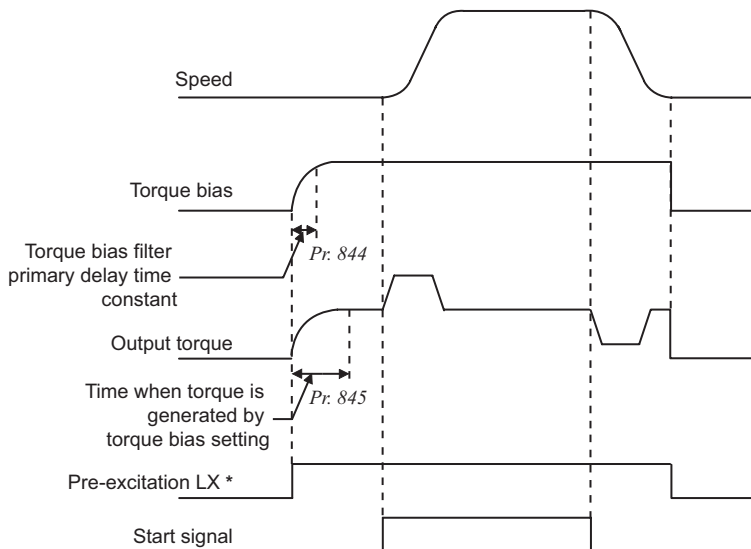 Speed
Torque bias
Torque bias filter
primary delay time
constant
Pr. 844
Output torque
Time when torque is
generated by
torque bias setting
Pr. 845
Pre-excitation LX *
Start signal